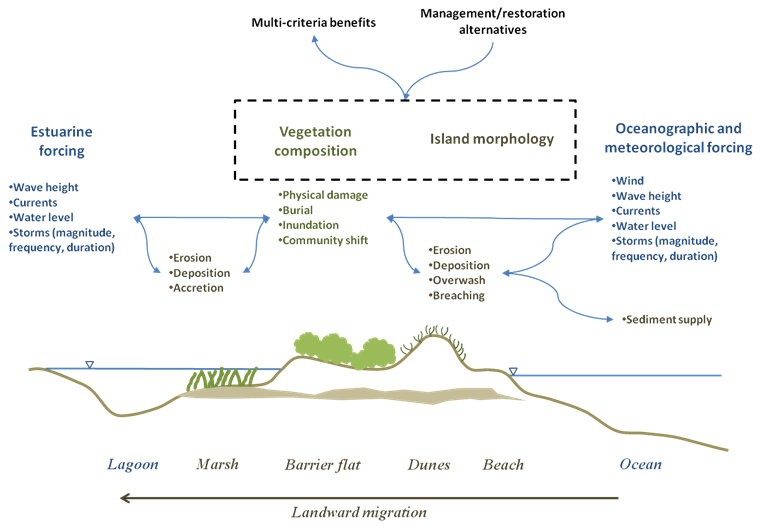 Multi-criteria benefits
Management/restoration
alternatives
Estuarine
forcing
•Wave height
•Currents
•Water level
•Storms (magnitude,
frequency, duration)
Vegetation
composition
Island morphology
•Physical damage
•Burial
•Inundation
•Community shift
Oceanographic and
meteorological forcing
•Wind
•Wave height
•Currents
•Water level
•Storms (magnitude,
frequency, duration)
•Erosion
•Deposition
•Accretion
•Erosion
•Deposition
•Overwash
•Breaching
•Sediment supply
Lagoon
Marsh
Barrier flat
Dunes
Beach
Ocean
Landward migration